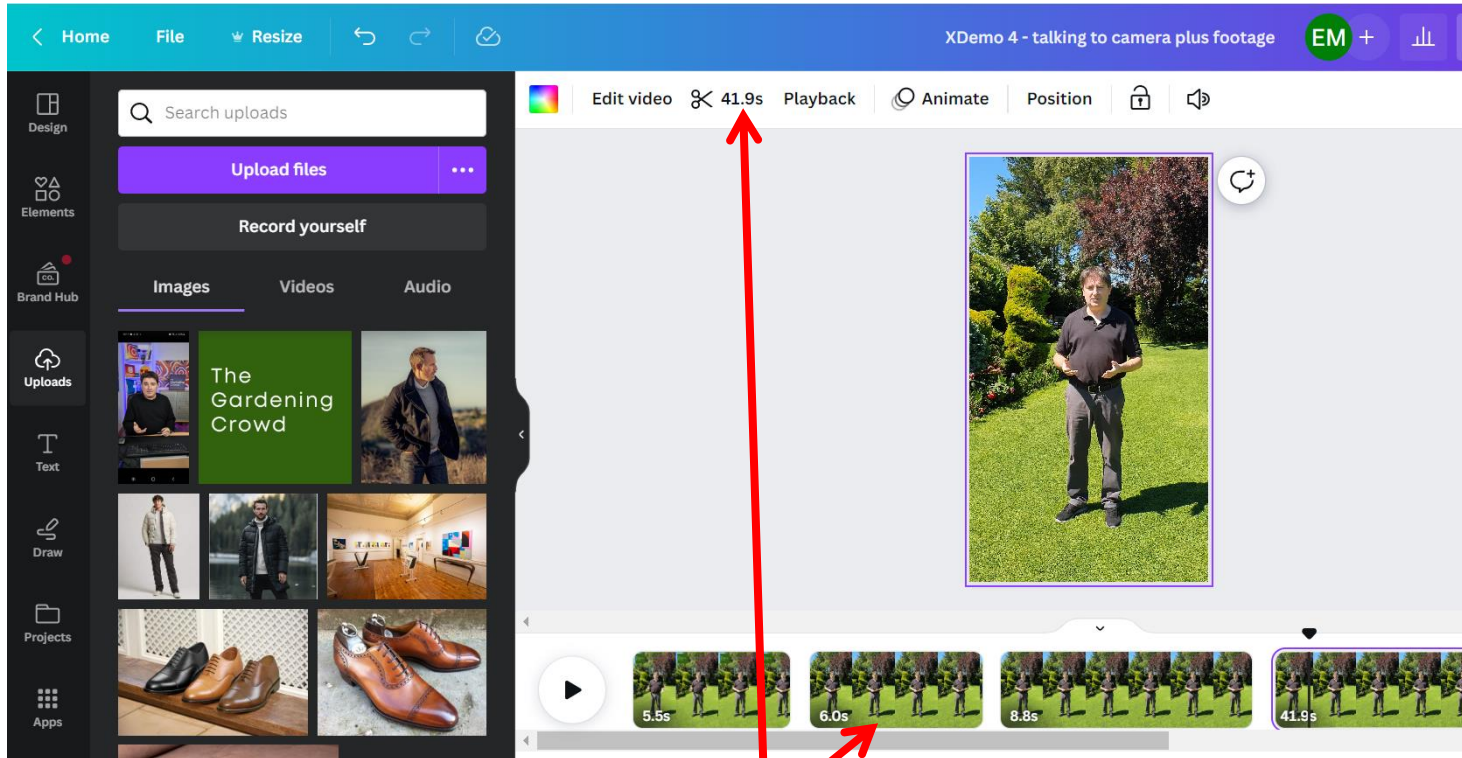 Home File Resize
XDemo 4 - talking to camera plus footage EM +
Design
Elements
CO.
Brand Hub
Uploads
Text
Draw
Projects
Apps
Search uploads
Upload files
Record yourself
Images Videos Audio
The
Gardening
Crowd
Edit video 41.9s Playback Animate Position
5.5s 6.0s 8.8s 41.9s